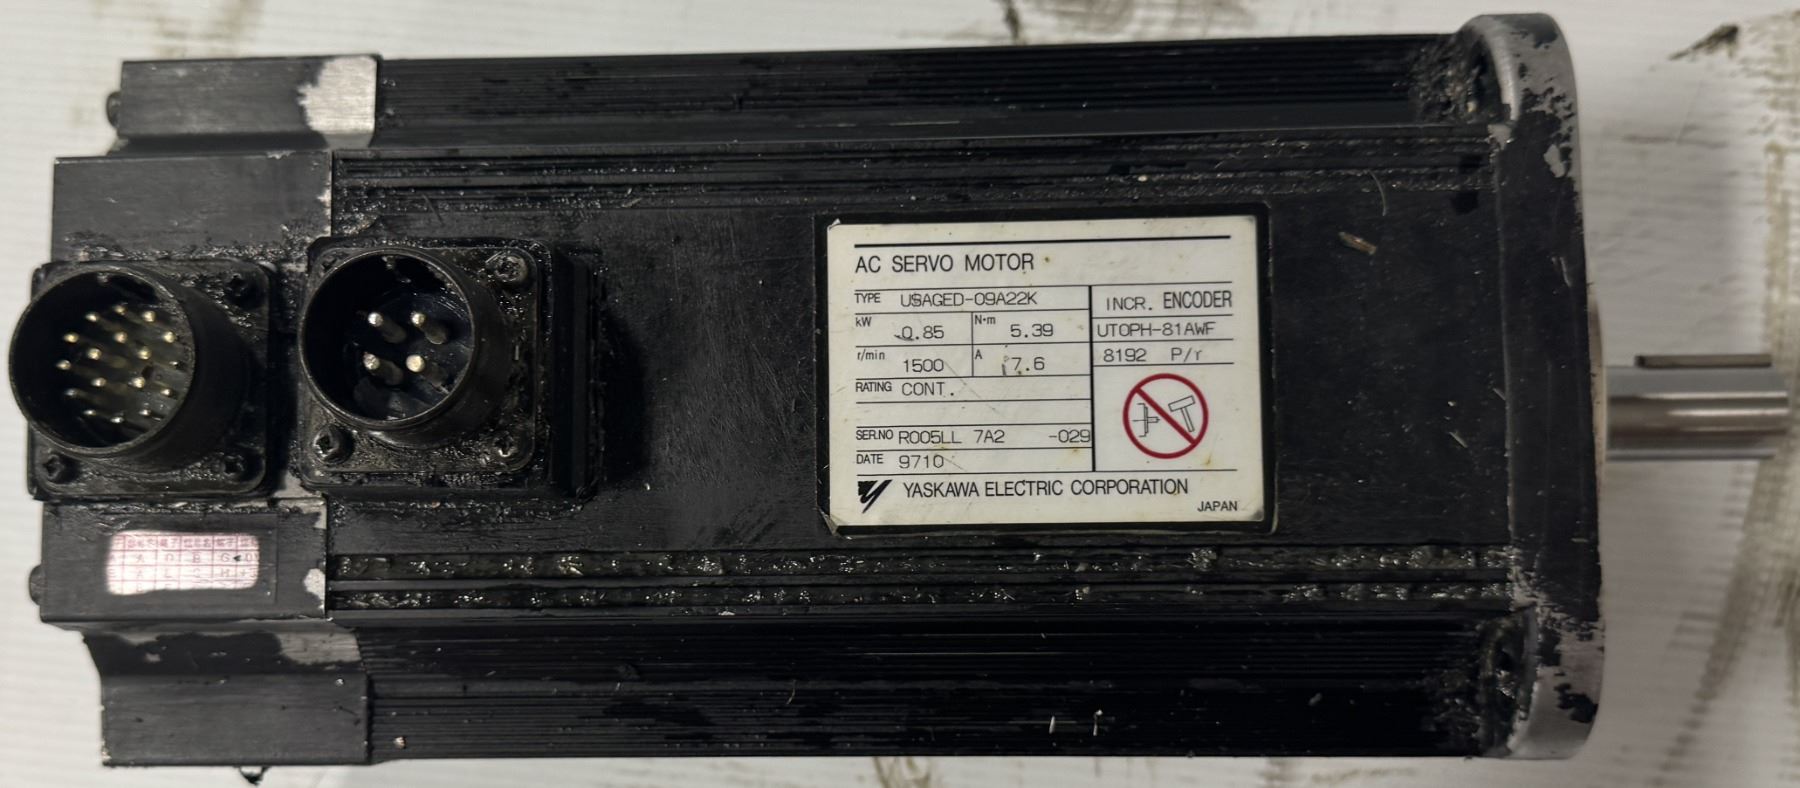 AC SERVO MOTOR
TYPE USAGED-09A22K
kW 0.85 N·m 5.39
r/min 1500 A 7.6
RATING CONT.
SER.NO R005LL 7A2 -029
DATE 9710
INCR. ENCODER
UTOPH-81AWF
8192 P/r
YASKAWA ELECTRIC CORPORATION
JAPAN